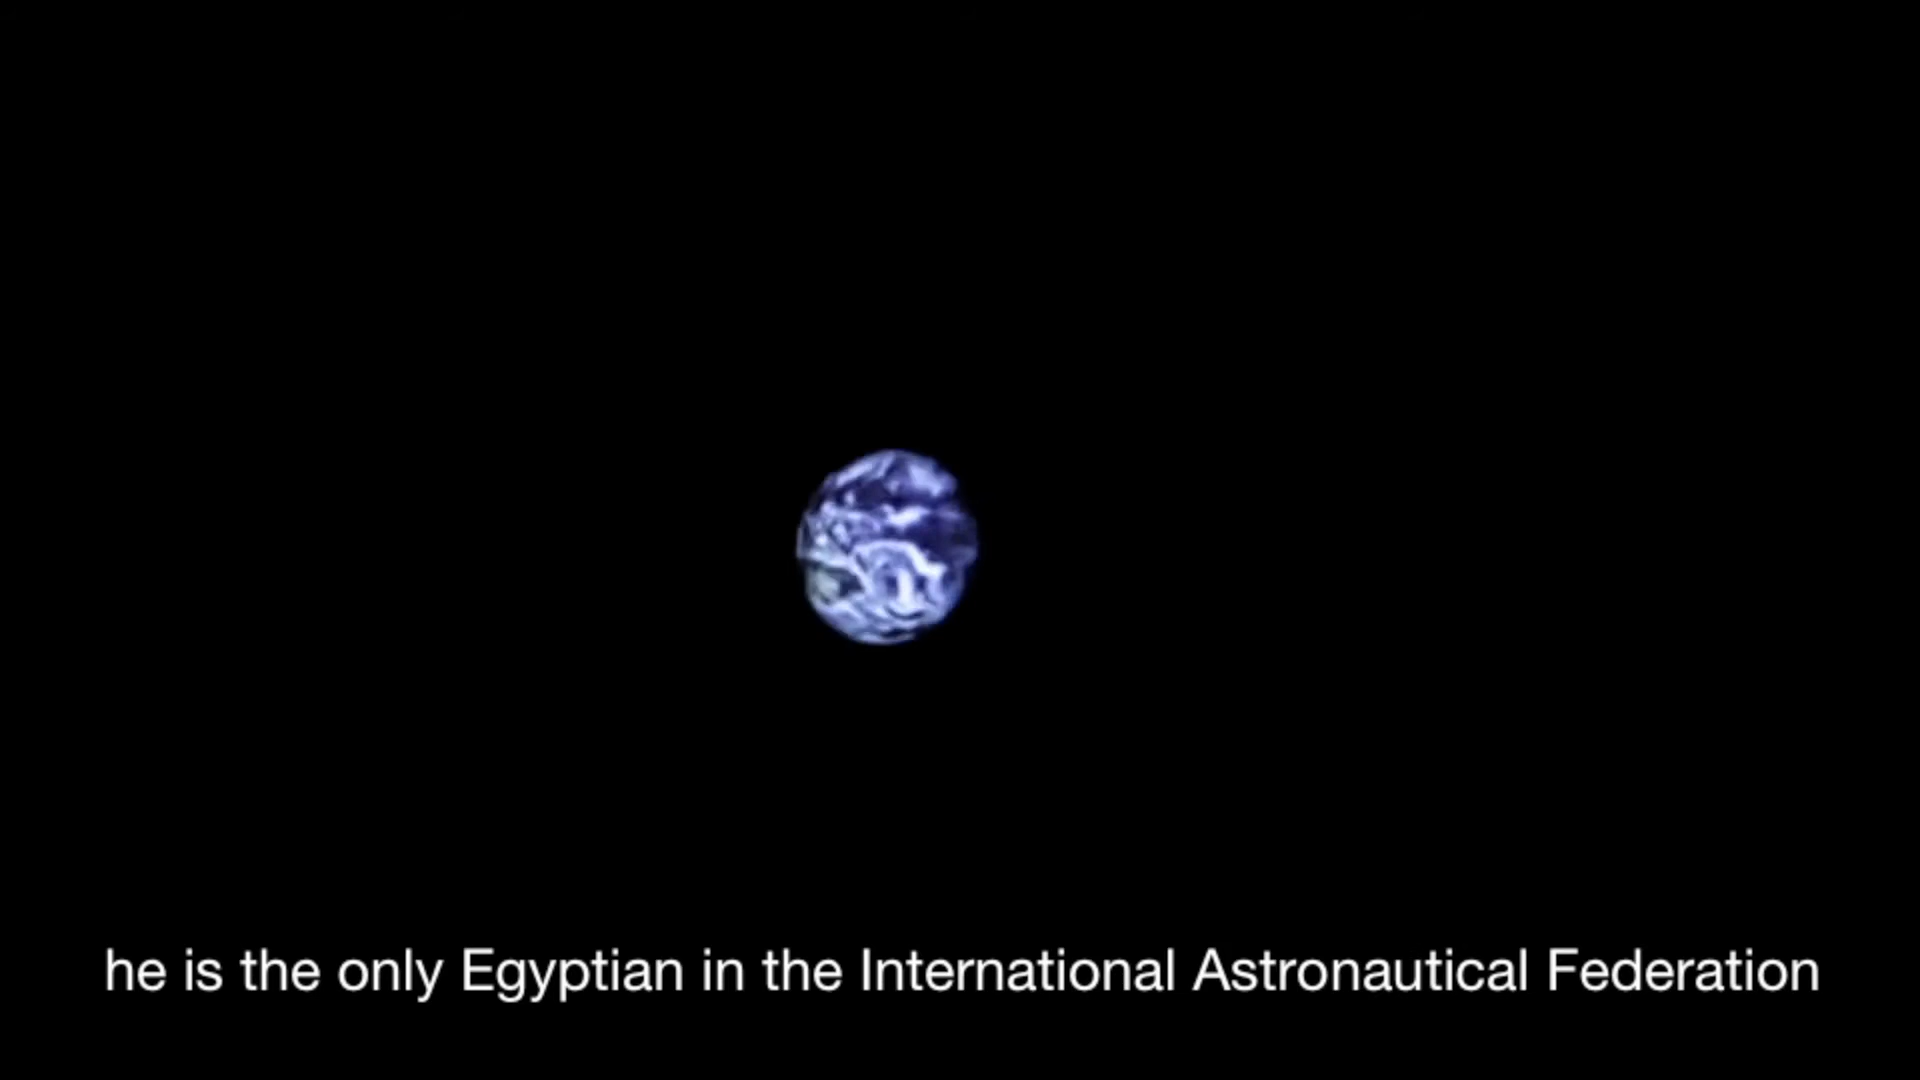 he is the only Egyptian in the International Astronautical Federation